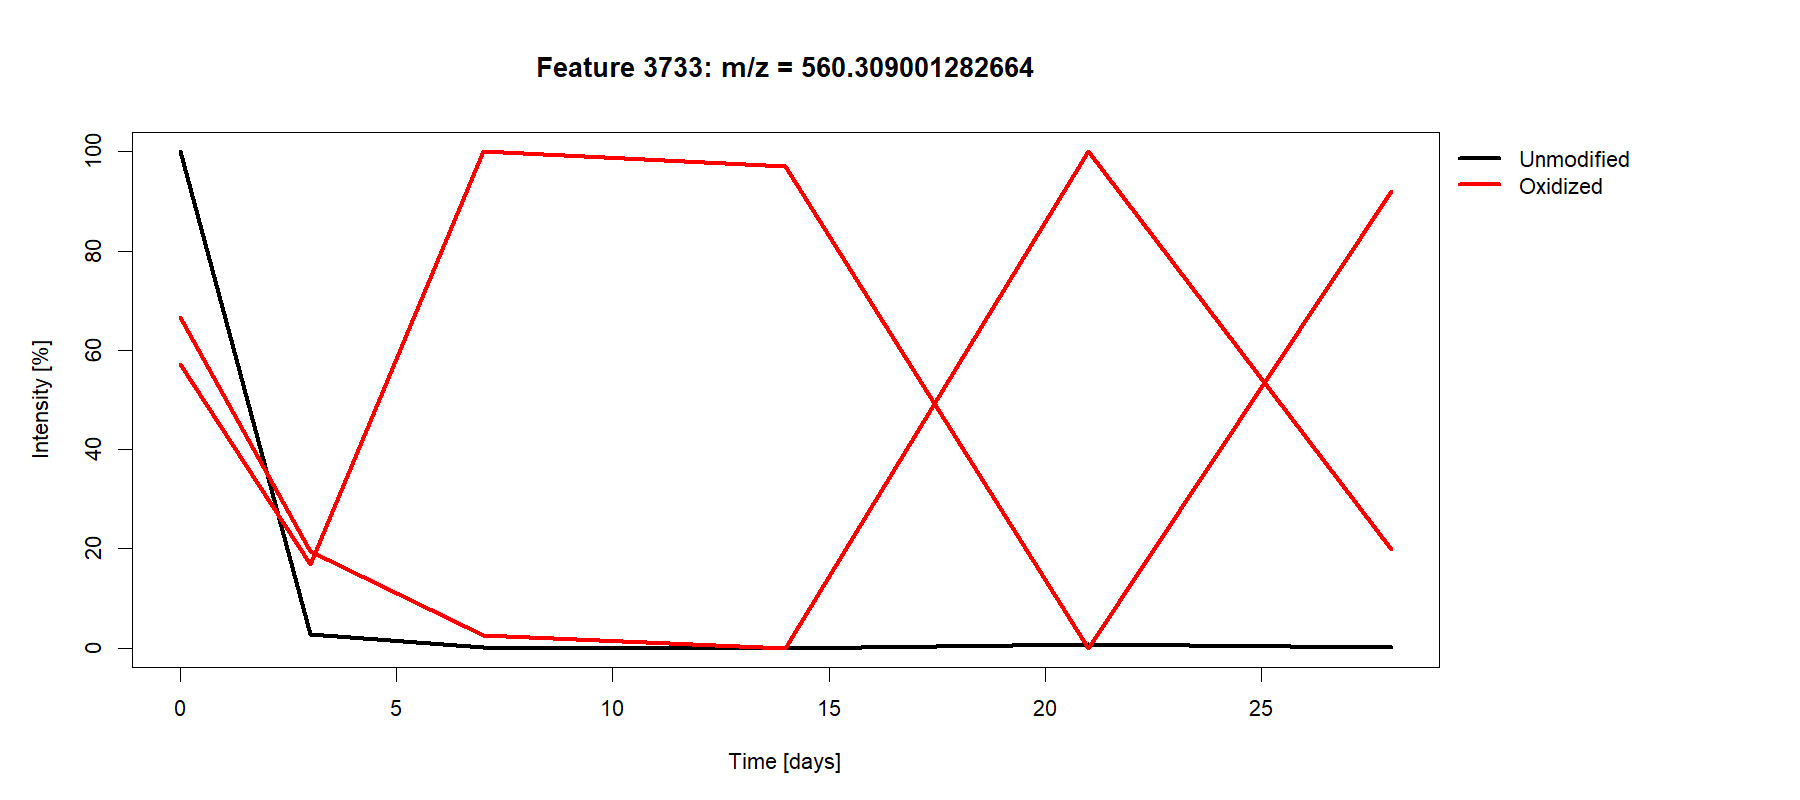 Feature 3733: m/z = 560.309001282664
Unmodified
Oxidized
Intensity [%]
100
80
60
40
20
0
0 5 10 15 20 25
Time [days]